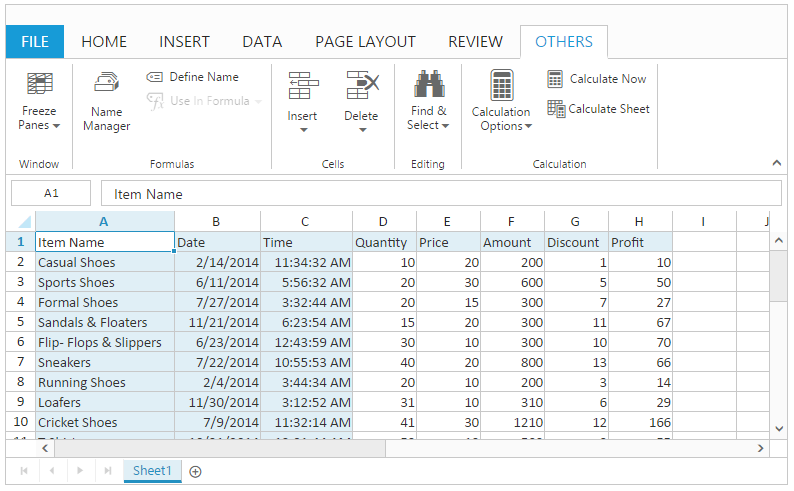 FILE HOME INSERT DATA PAGE LAYOUT REVIEW OTHERS
Freeze Panes
Name Manager
Define Name
Use In Formula
Insert
Delete
Find & Select
Calculation Options
Calculate Now
Calculate Sheet
Window Formulas Cells Editing Calculation
A1 Item Name
A B C D E F G H I J
1 Item Name Date Time Quantity Price Amount Discount Profit
2 Casual Shoes 2/14/2014 11:34:32 AM 10 20 200 1 10
3 Sports Shoes 6/11/2014 5:56:32 AM 20 30 600 5 50
4 Formal Shoes 7/27/2014 3:32:44 AM 20 15 300 7 27
5 Sandals & Floaters 11/21/2014 6:23:54 AM 15 20 300 11 67
6 Flip- Flops & Slippers 6/23/2014 12:43:59 AM 30 10 300 10 70
7 Sneakers 7/22/2014 10:55:53 AM 40 20 800 13 66
8 Running Shoes 2/4/2014 3:44:34 AM 20 10 200 3 14
9 Loafers 11/30/2014 3:12:52 AM 31 10 310 6 29
10 Cricket Shoes 7/9/2014 11:32:14 AM 41 30 1210 12 166
Sheet1